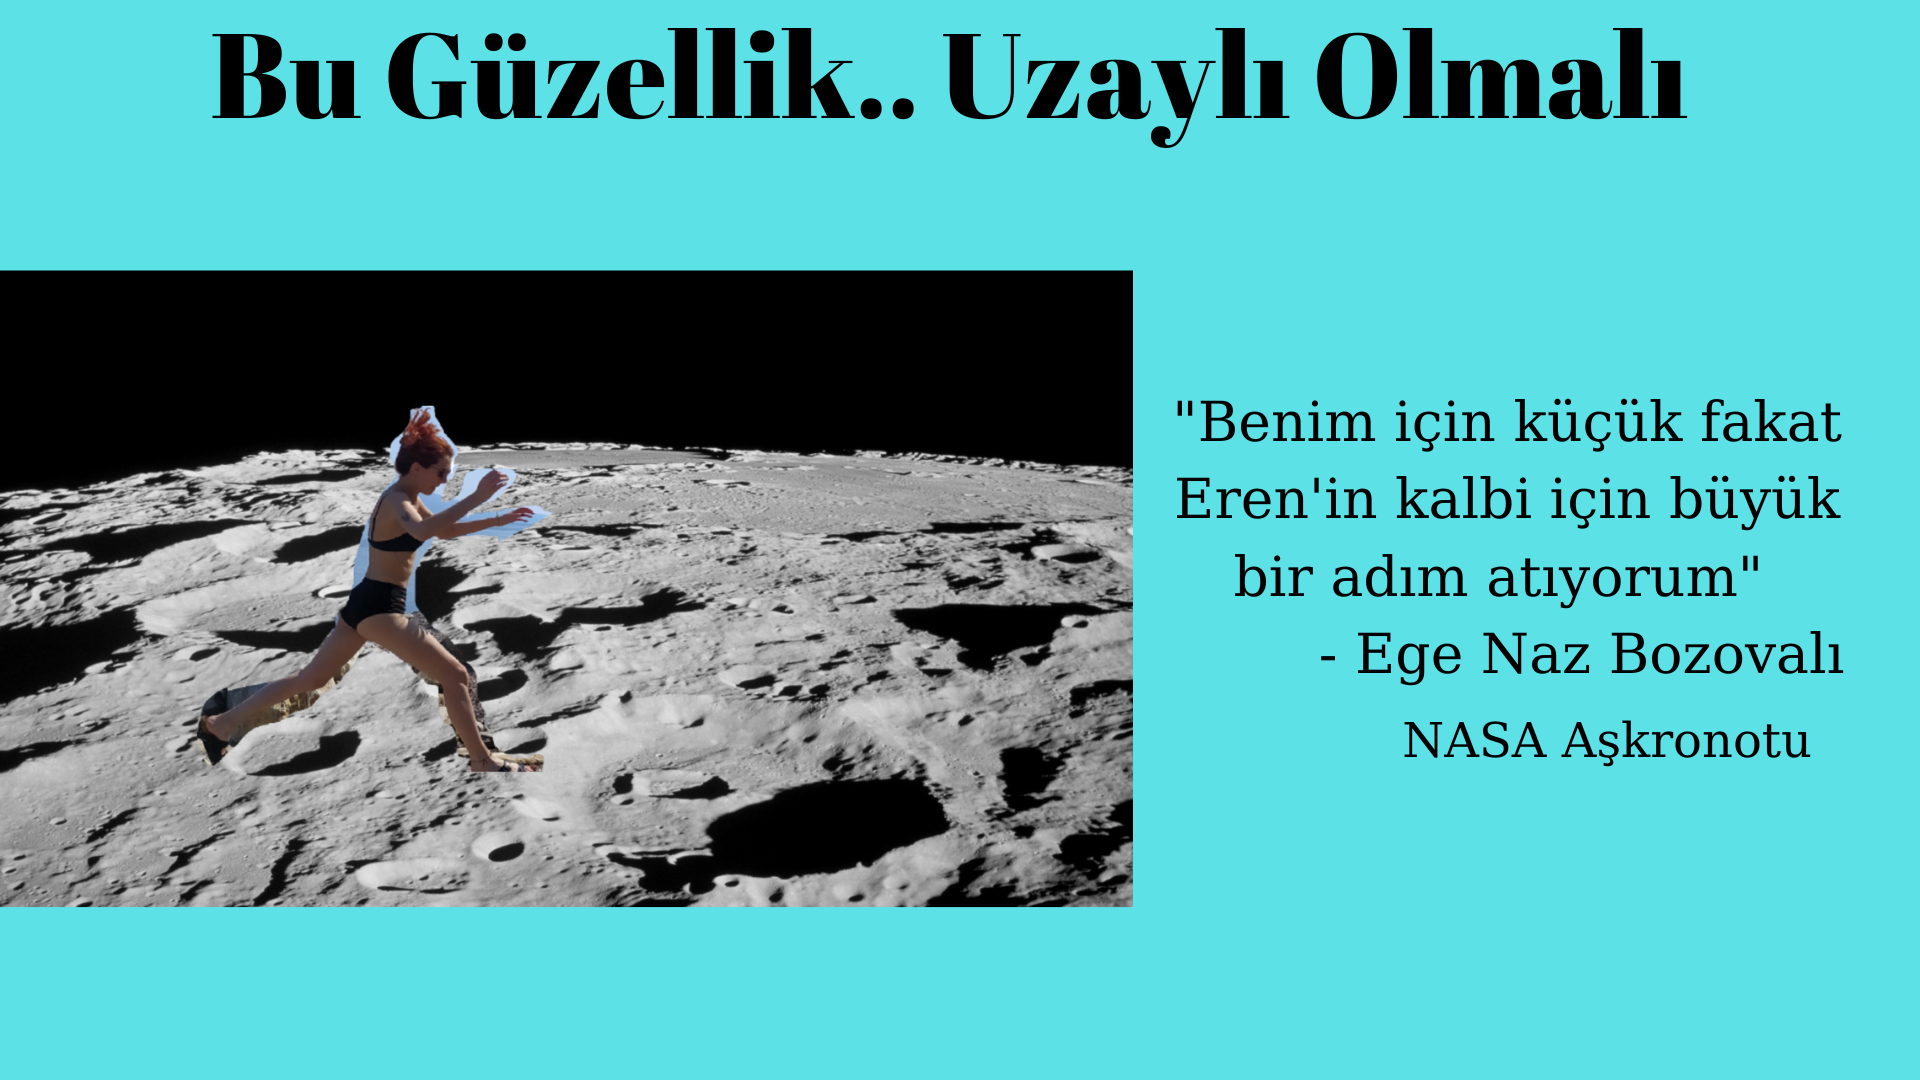 Bu Güzellik.. Uzaylı Olmalı
"Benim için küçük fakat
Eren'in kalbi için büyük
bir adım atıyorum"
- Ege Naz Bozovalı
NASA Aşkronotu